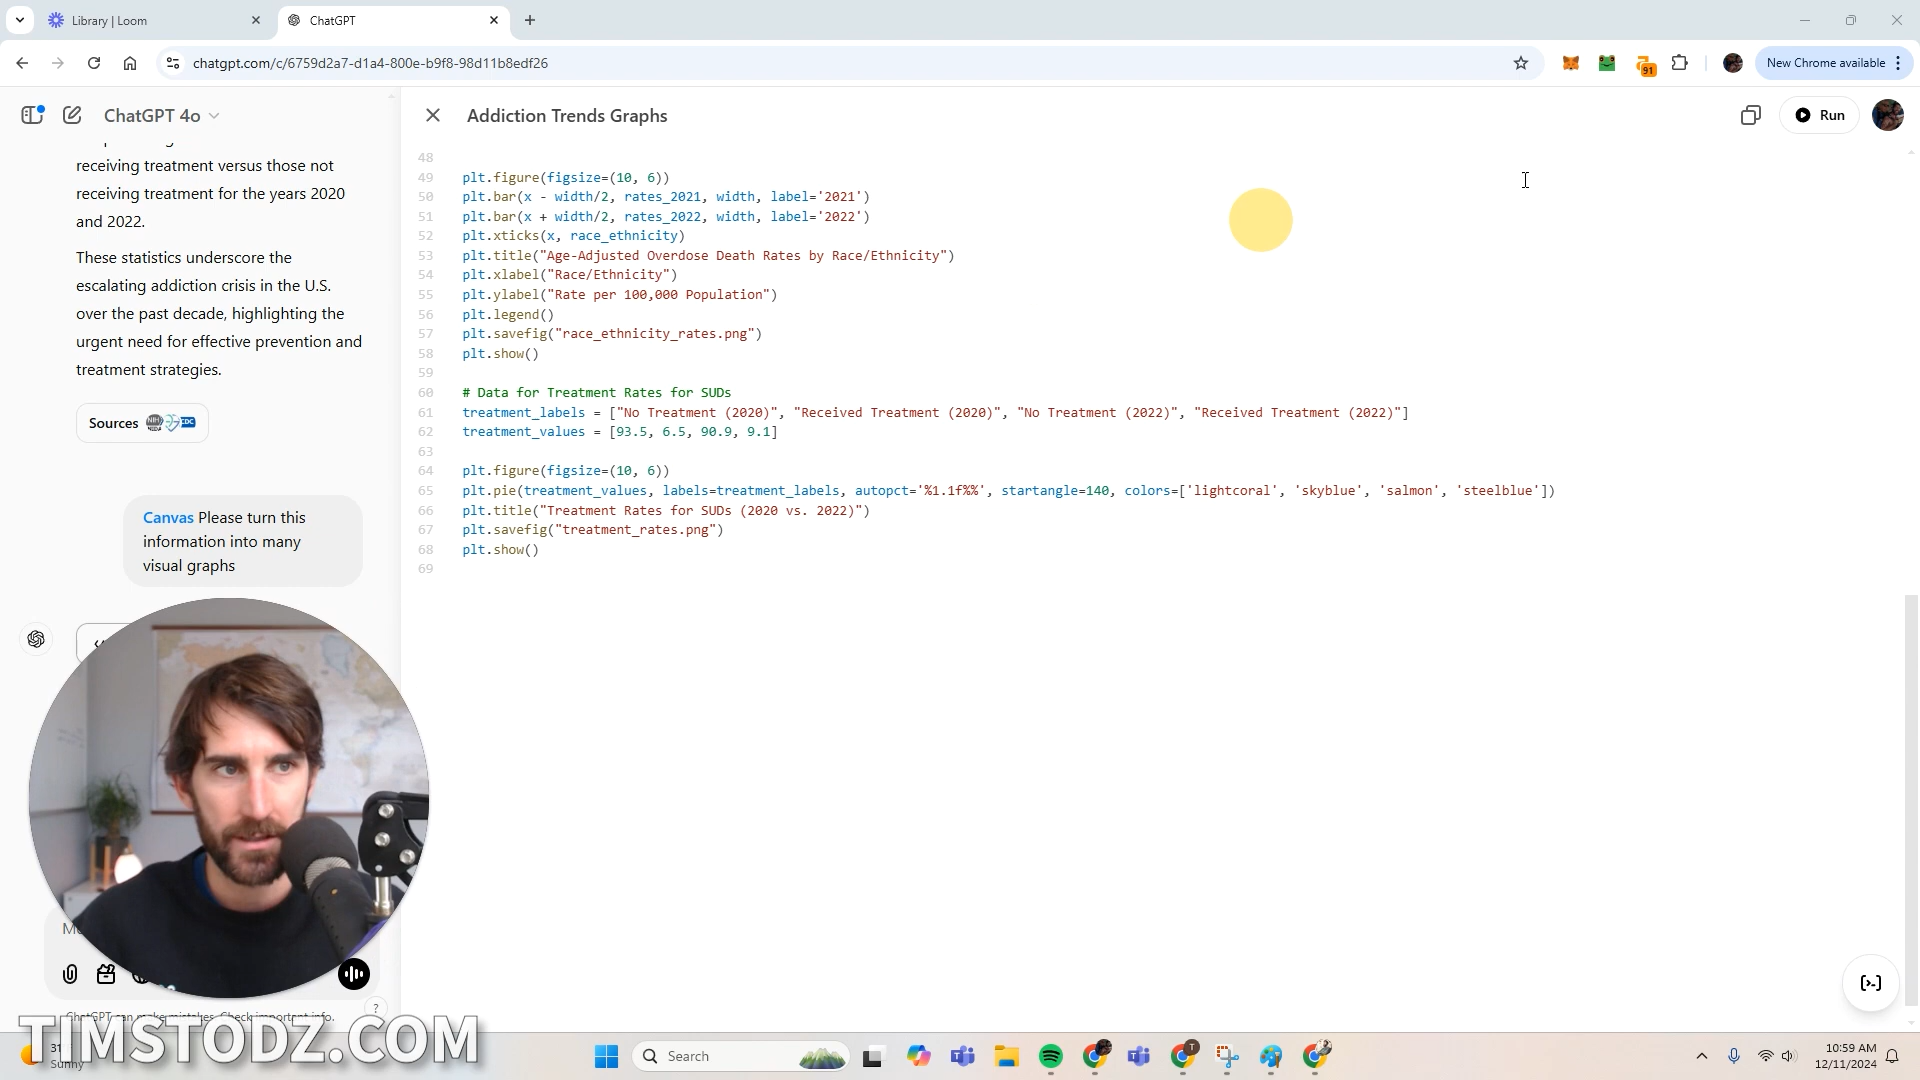 Library | Loom
ChatGPT
chatgpt.com/c/6759d2a7-d1a4-800e-b9f8-98d11b8edf26
91
New Chrome available
ChatGPT 4o
Addiction Trends Graphs
Run
receiving treatment versus those not
receiving treatment for the years 2020
and 2022.
These statistics underscore the
escalating addiction crisis in the U.S.
over the past decade, highlighting the
urgent need for effective prevention and
treatment strategies.
Sources
CDC
Canvas Please turn this
information into many
visual graphs
48
49 plt.figure(figsize=(10, 6))
50 plt.bar(x - width/2, rates_2021, width, label='2021')
51 plt.bar(x + width/2, rates_2022, width, label='2022')
52 plt.xticks(x, race_ethnicity)
53 plt.title("Age-Adjusted Overdose Death Rates by Race/Ethnicity")
54 plt.xlabel("Race/Ethnicity")
55 plt.ylabel("Rate per 100,000 Population")
56 plt.legend()
57 plt.savefig("race_ethnicity_rates.png")
58 plt.show()
59
60 # Data for Treatment Rates for SUDs
61 treatment_labels = ["No Treatment (2020)", "Received Treatment (2020)", "No Treatment (2022)", "Received Treatment (2022)"]
62 treatment_values = [93.5, 6.5, 90.9, 9.1]
63
64 plt.figure(figsize=(10, 6))
65 plt.pie(treatment_values, labels=treatment_labels, autopct='%1.1f%%', startangle=140, colors=['lightcoral', 'skyblue', 'salmon', 'steelblue'])
66 plt.title("Treatment Rates for SUDs (2020 vs. 2022)")
67 plt.savefig("treatment_rates.png")
68 plt.show()
69
?
ChatGPT can make mistakes. Check important info.
TIMSTODZ.COM
Sunny
Search
T
10:59 AM
12/11/2024